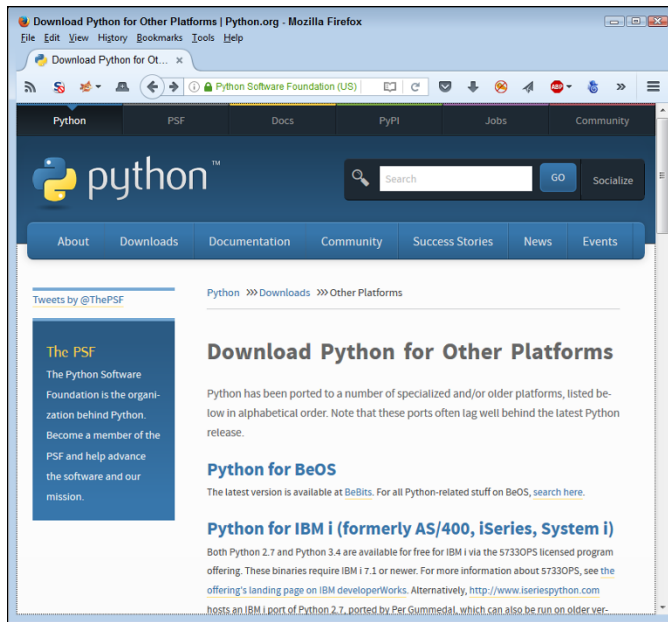 Download Python for Other Platforms | Python.org - Mozilla Firefox
File Edit View History Bookmarks Tools Help
Download Python for Ot... ×
Python Software Foundation (US)
ABP
Python PSF Docs PyPI Jobs Community
python™
Search GO Socialize
About Downloads Documentation Community Success Stories News Events
Tweets by @ThePSF
The PSF
The Python Software
Foundation is the organi-
zation behind Python.
Become a member of the
PSF and help advance
the software and our
mission.
Python >>> Downloads >>> Other Platforms
Download Python for Other Platforms
Python has been ported to a number of specialized and/or older platforms, listed be-
low in alphabetical order. Note that these ports often lag well behind the latest Python
release.
Python for BeOS
The latest version is available at BeBits. For all Python-related stuff on BeOS, search here.
Python for IBM i (formerly AS/400, iSeries, System i)
Both Python 2.7 and Python 3.4 are available for free for IBM i via the 5733OPS licensed program
offering. These binaries require IBM i 7.1 or newer. For more information about 5733OPS, see the
offering's landing page on IBM developerWorks. Alternatively, http://www.iseriespython.com
hosts an IBM i port of Python 2.7, ported by Per Gummedal, which can also be run on older ver-